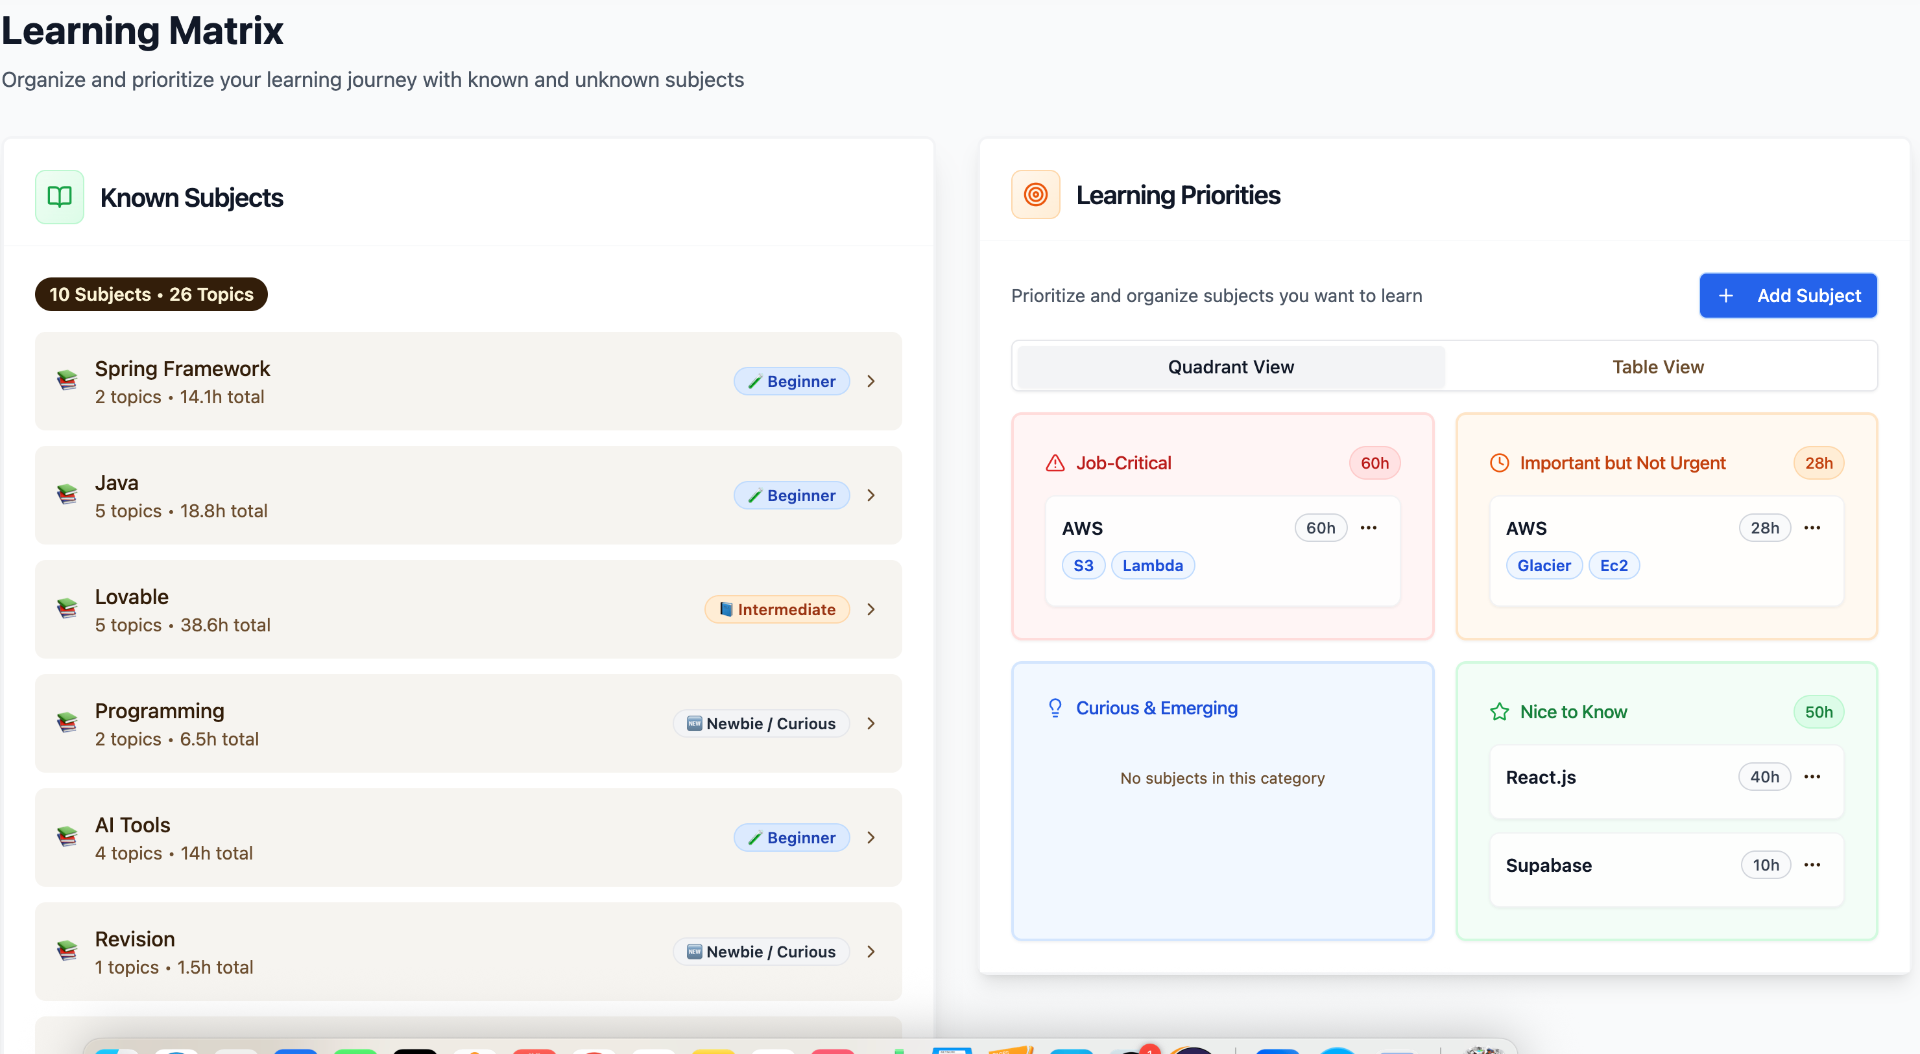 Learning Matrix
Organize and prioritize your learning journey with known and unknown subjects
Known Subjects
10 Subjects • 26 Topics
Spring Framework
2 topics • 14.1h total
Beginner
Java
5 topics • 18.8h total
Beginner
Lovable
5 topics • 38.6h total
Intermediate
Programming
2 topics • 6.5h total
NEW Newbie / Curious
AI Tools
4 topics • 14h total
Beginner
Revision
1 topics • 1.5h total
NEW Newbie / Curious
Learning Priorities
Prioritize and organize subjects you want to learn
+ Add Subject
Quadrant View
Table View
Job-Critical
60h
AWS
60h
S3 Lambda
Important but Not Urgent
28h
AWS
28h
Glacier Ec2
Curious & Emerging
No subjects in this category
Nice to Know
50h
React.js
40h
Supabase
10h